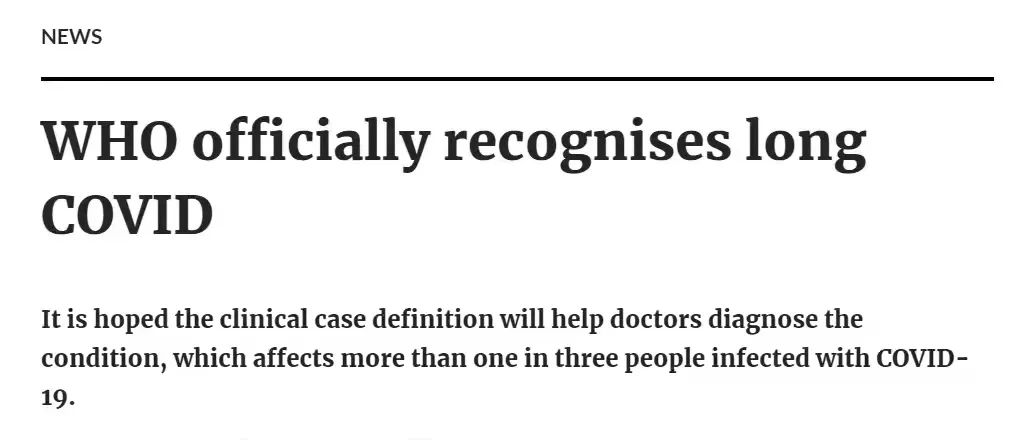 NEWS
WHO officially recognises long
COVID
It is hoped the clinical case definition will help doctors diagnose the
condition, which affects more than one in three people infected with COVID-
19.